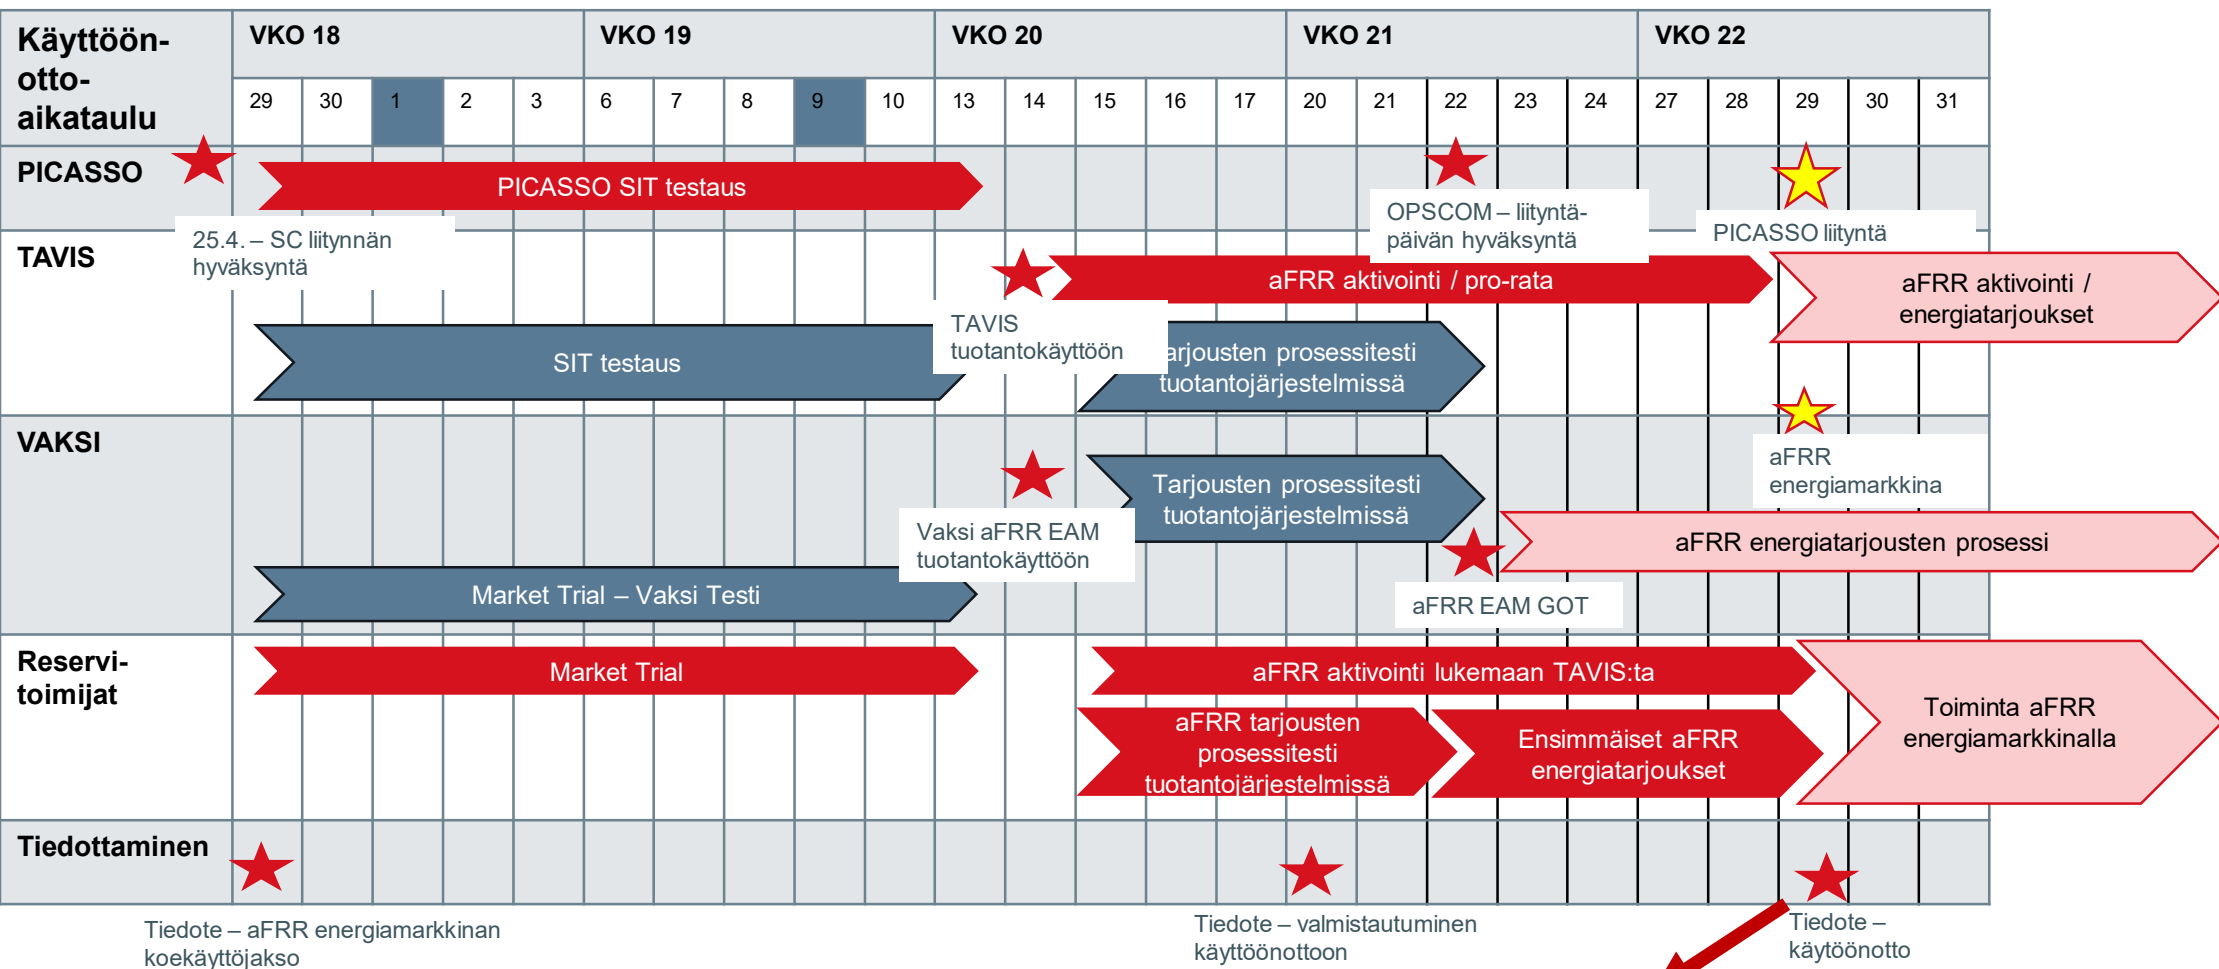 Käyttöön-
otto-
aikataulu
VKO 18
VKO 19
VKO 20
VKO 21
VKO 22
29 30 1 2 3 6 7 8 9 10 13 14 15 16 17 20 21 22 23 24 27 28 29 30 31
PICASSO
PICASSO SIT testaus
25.4. – SC liitynnän
hyväksyntä
OPSCOM – liityntä-
päivän hyväksyntä
PICASSO liityntä
TAVIS
aFRR aktivointi / pro-rata
aFRR aktivointi /
energiatarjoukset
TAVIS
tuotantokäyttöön
SIT testaus
arjousten prosessitesti
tuotantojärjestelmissä
VAKSI
aFRR
energiamarkkina
Tarjousten prosessitesti
tuotantojärjestelmissä
Vaksi aFRR EAM
tuotantokäyttöön
aFRR energiatarjousten prosessi
aFRR EAM GOT
Market Trial – Vaksi Testi
Reservi-
toimijat
Market Trial
aFRR aktivointi lukemaan TAVIS:ta
aFRR tarjousten
prosessitesti
tuotantojärjestelmissä
Ensimmäiset aFRR
energiatarjoukset
Toiminta aFRR
energiamarkkinalla
Tiedottaminen
Tiedote – aFRR energiamarkkinan
koekäyttöjakso
Tiedote – valmistautuminen
käyttöönottoon
Tiedote –
käytöönotto